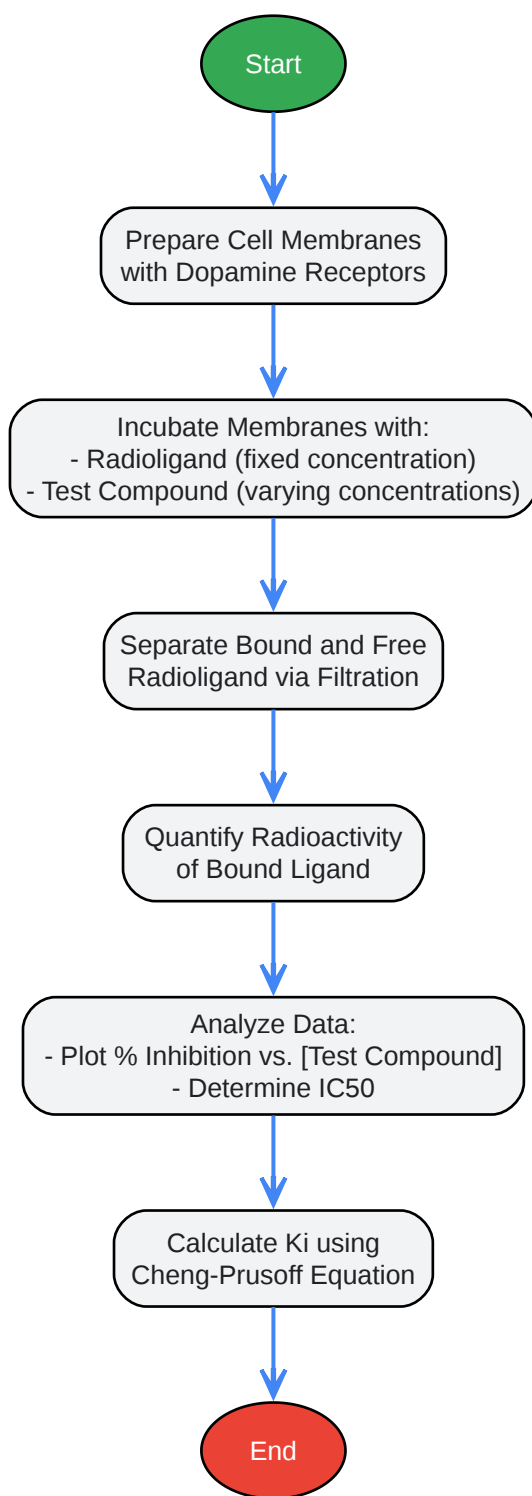 Start
Prepare Cell Membranes
with Dopamine Receptors
Incubate Membranes with:
- Radioligand (fixed concentration)
- Test Compound (varying concentrations)
Separate Bound and Free
Radioligand via Filtration
Quantify Radioactivity
of Bound Ligand
Analyze Data:
- Plot % Inhibition vs. [Test Compound]
- Determine IC50
Calculate Ki using
Cheng-Prusoff Equation
End